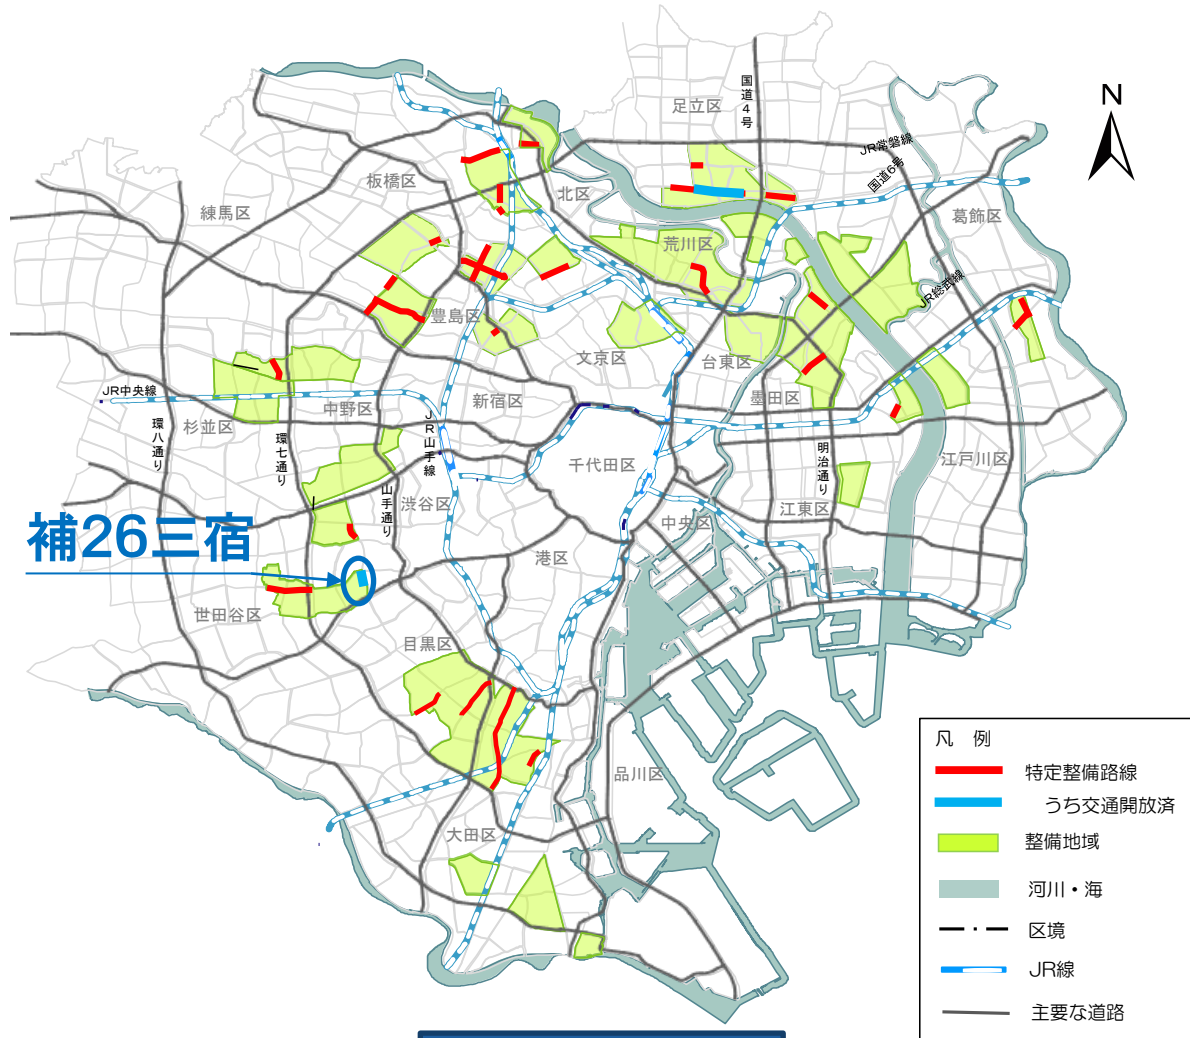 N
国道４号
足立区
JR常磐線
国道6号
板橋区
北区
練馬区
葛飾区
荒川区
JR総武線
豊島区
文京区
台東区
JR中央線
中野区
新宿区
墨田区
杉並区
環八通り
環七通り
JR山手線
山手通り
千代田区
明治通り
江戸川区
渋谷区
中央区
江東区
補26三宿
港区
世田谷区
目黒区
品川区
大田区
凡　例
特定整備路線
うち交通開放済
整備地域
河川・海
区境
JR線
主要な道路